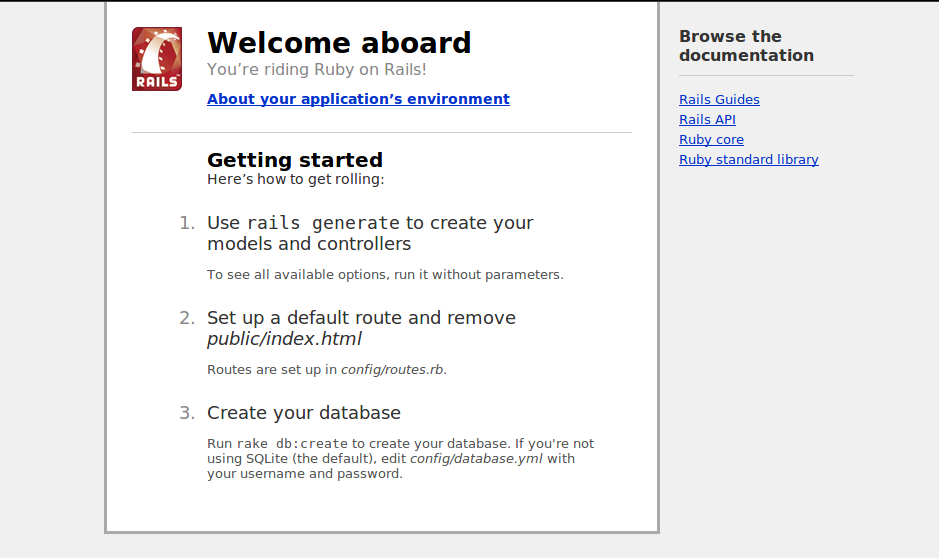 RAILS
Welcome aboard
You’re riding Ruby on Rails!
About your application’s environment
Getting started
Here’s how to get rolling:
1. Use rails generate to create your
models and controllers
To see all available options, run it without parameters.
2. Set up a default route and remove
public/index.html
Routes are set up in config/routes.rb.
3. Create your database
Run rake db:create to create your database. If you're not
using SQLite (the default), edit config/database.yml with
your username and password.
Browse the
documentation
Rails Guides
Rails API
Ruby core
Ruby standard library